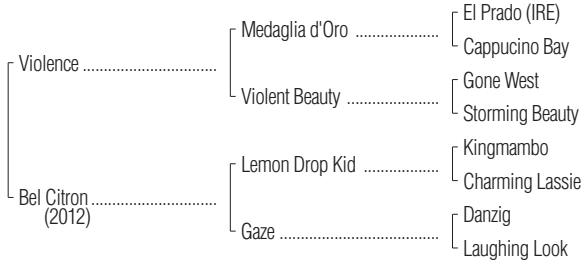 El Prado (IRE)
Medaglia d'Oro
Cappucino Bay
Violence
Gone West
Violent Beauty
Storming Beauty
Kingmambo
Lemon Drop Kid
Charming Lassie
Bel Citron
(2012)
Danzig
Gaze
Laughing Look